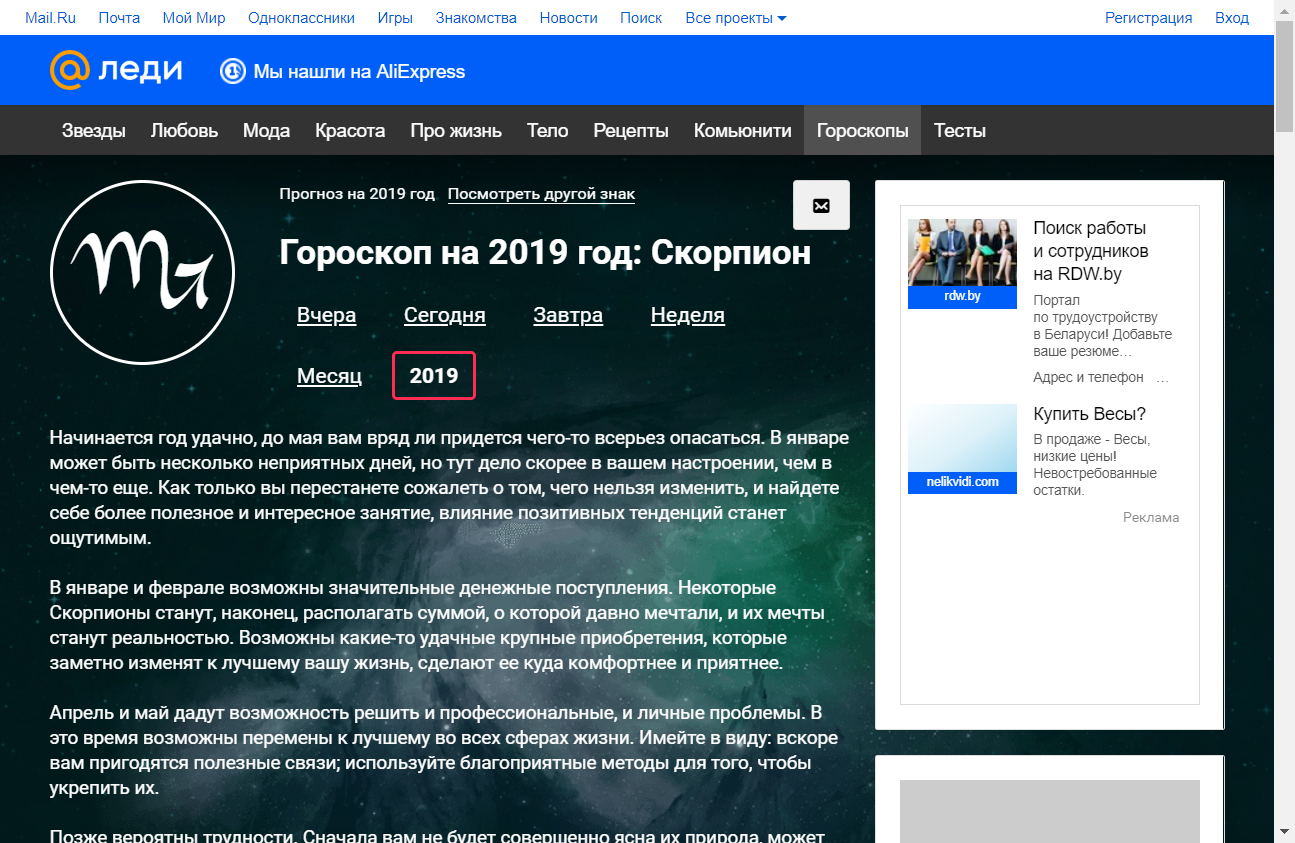 Mail.Ru Почта Мой Мир Одноклассники Игры Знакомства Новости Поиск Все проекты Регистрация Вход
@леди Мы нашли на AliExpress
Звезды Любовь Мода Красота Про жизнь Тело Рецепты Комьюнити Гороскопы Тесты
Прогноз на 2019 год Посмотреть другой знак
Гороскоп на 2019 год: Скорпион
Вчера Сегодня Завтра Неделя
Месяц 2019
Начинается год удачно, до мая вам вряд ли придется чего-то всерьез опасаться. В январе
может быть несколько неприятных дней, но тут дело скорее в вашем настроении, чем в
чем-то еще. Как только вы перестанете сожалеть о том, чего нельзя изменить, и найдете
себе более полезное и интересное занятие, влияние позитивных тенденций станет
ощутимым.
В январе и феврале возможны значительные денежные поступления. Некоторые
Скорпионы станут, наконец, располагать суммой, о которой давно мечтали, и их мечты
станут реальностью. Возможны какие-то удачные крупные приобретения, которые
заметно изменят к лучшему вашу жизнь, сделают ее куда комфортнее и приятнее.
Апрель и май дадут возможность решить и профессиональные, и личные проблемы. В
это время возможны перемены к лучшему во всех сферах жизни. Имейте в виду: вскоре
вам пригодятся полезные связи; используйте благоприятные методы для того, чтобы
укрепить их.
Позже вероятны трудности. Сначала вам не будет совершенно ясна их природа, может
rdw.by
Поиск работы
и сотрудников
на RDW.by
Портал
по трудоустройству
в Беларуси! Добавьте
ваше резюме…
Адрес и телефон …
nelikvidi.com
Купить Весы?
В продаже - Весы,
низкие цены!
Невостребованные
остатки.
Реклама